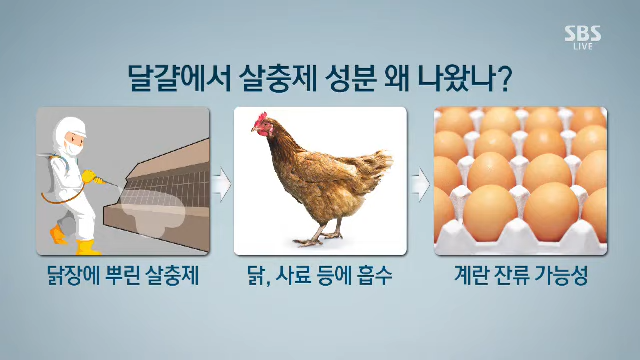 SBS
LIVE
달걀에서 살충제 성분 왜 나왔나?
닭장에 뿌린 살충제
닭, 사료 등에 흡수
계란 잔류 가능성